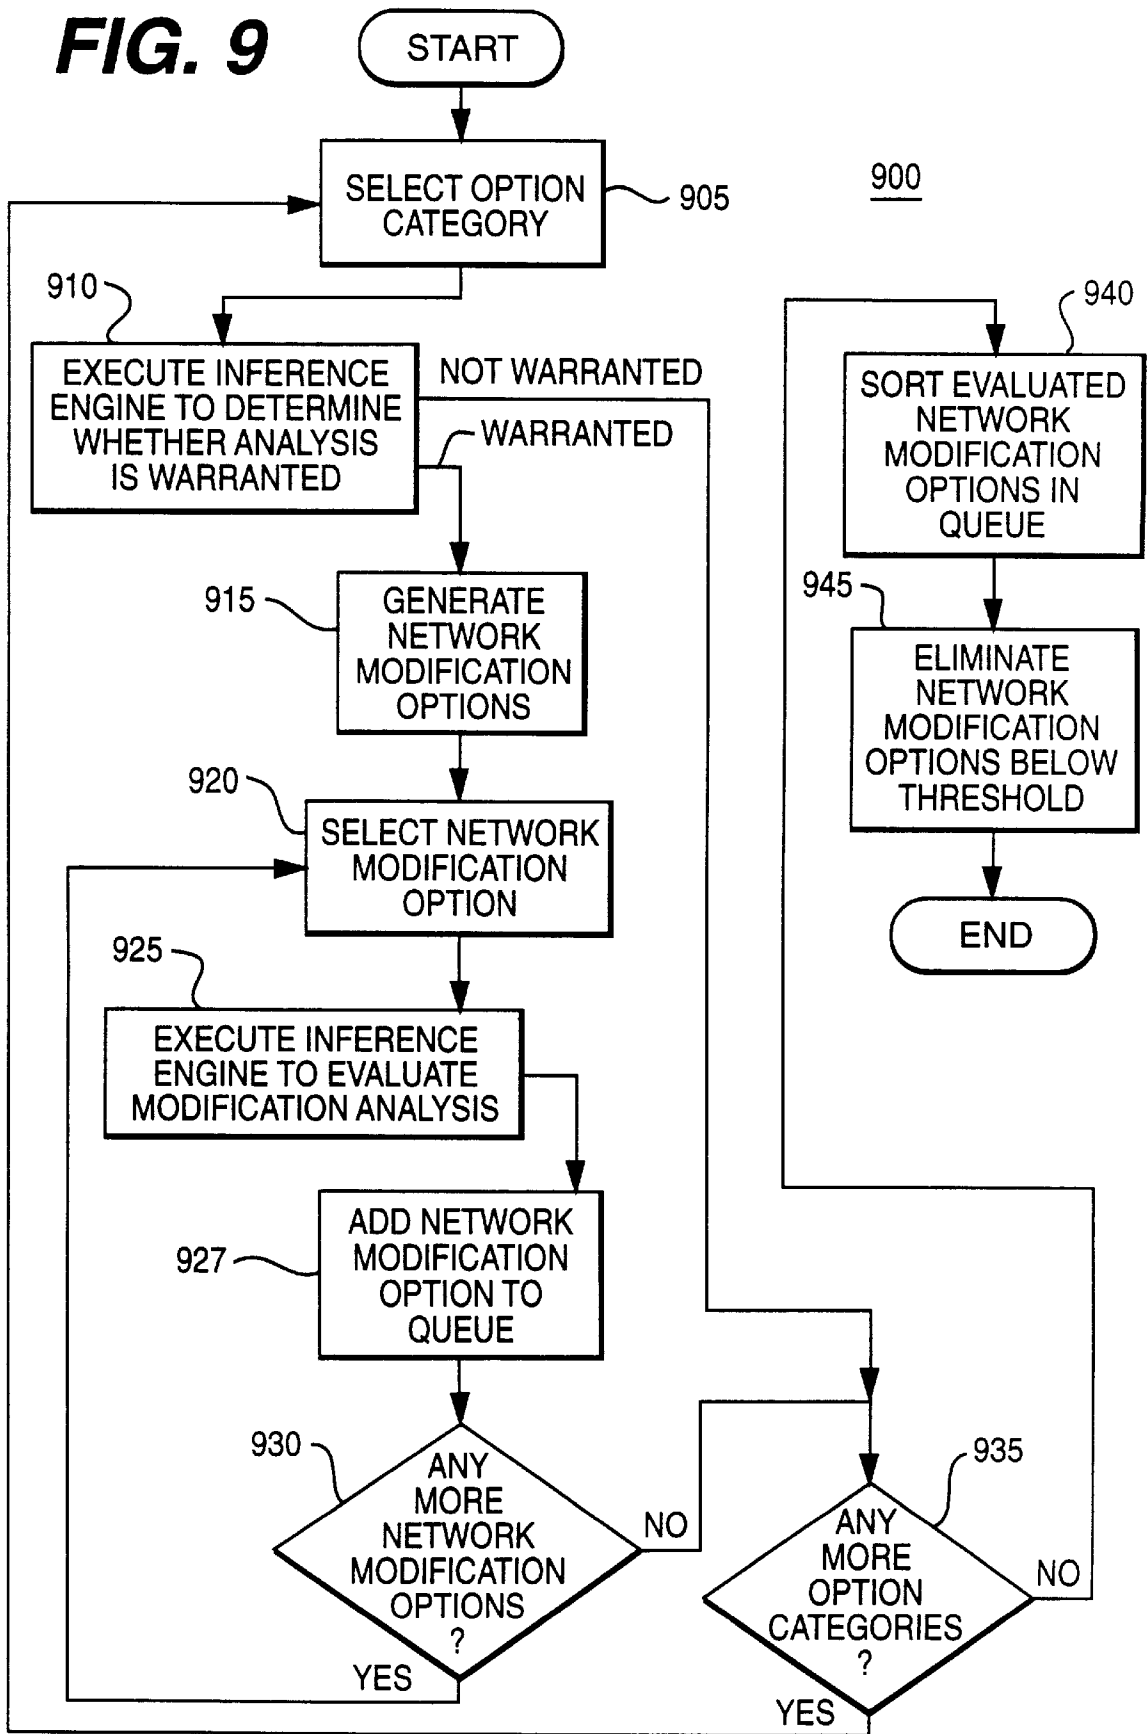 FIG. 9
START
900
SELECT OPTION
CATEGORY
905
910
EXECUTE INFERENCE
ENGINE TO DETERMINE
WHETHER ANALYSIS
IS WARRANTED
NOT WARRANTED
WARRANTED
915
GENERATE
NETWORK
MODIFICATION
OPTIONS
920
SELECT NETWORK
MODIFICATION
OPTION
925
EXECUTE INFERENCE
ENGINE TO EVALUATE
MODIFICATION ANALYSIS
927
ADD NETWORK
MODIFICATION
OPTION TO
QUEUE
930
ANY
MORE
NETWORK
MODIFICATION
OPTIONS
?
NO
YES
935
ANY
MORE
OPTION
CATEGORIES
?
NO
YES
940
SORT EVALUATED
NETWORK
MODIFICATION
OPTIONS IN
QUEUE
945
ELIMINATE
NETWORK
MODIFICATION
OPTIONS BELOW
THRESHOLD
END